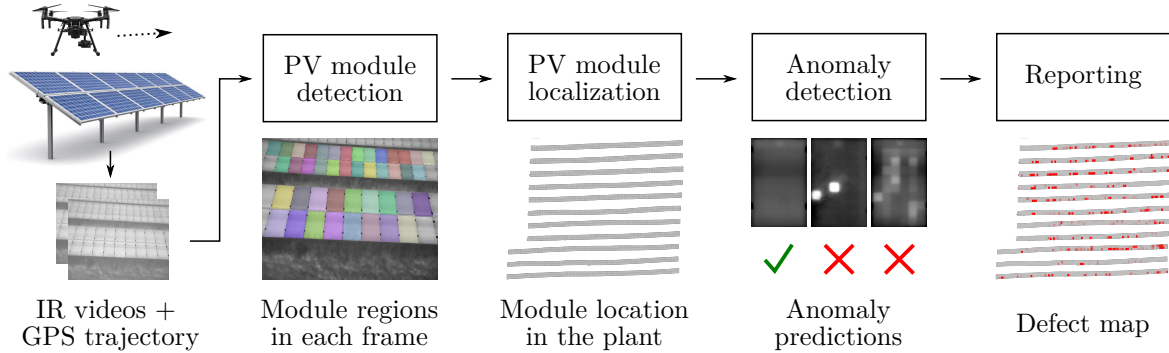 PV module
detection
PV module
localization
Anomaly
detection
Reporting
IR videos +
GPS trajectory
Module regions
in each frame
Module location
in the plant
Anomaly
predictions
Defect map